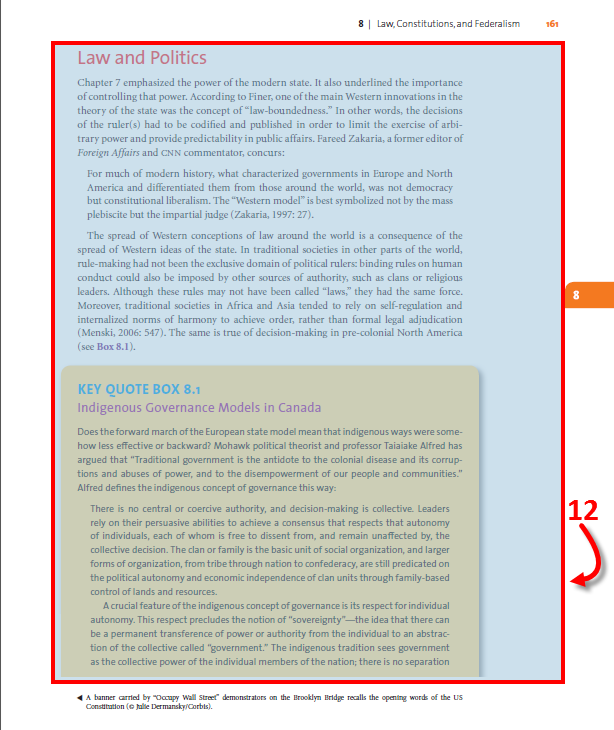 8 | Law, Constitutions, and Federalism 161
Law and Politics
Chapter 7 emphasized the power of the modern state. It also underlined the importance
of controlling that power. According to Finer, one of the main Western innovations in the
theory of the state was the concept of “law-boundedness.” In other words, the decisions
of the ruler(s) had to be codified and published in order to limit the exercise of arbi-
trary power and provide predictability in public affairs. Fareed Zakaria, a former editor of
Foreign Affairs and CNN commentator, concurs:
For much of modern history, what characterized governments in Europe and North
America and differentiated them from those around the world, was not democracy
but constitutional liberalism. The “Western model” is best symbolized not by the mass
plebiscite but the impartial judge (Zakaria, 1997: 27).
The spread of Western conceptions of law around the world is a consequence of the
spread of Western ideas of the state. In traditional societies in other parts of the world,
rule-making had not been the exclusive domain of political rulers: binding rules on human
conduct could also be imposed by other sources of authority, such as clans or religious
leaders. Although these rules may not have been called “laws,” they had the same force.
Moreover, traditional societies in Africa and Asia tended to rely on self-regulation and
internalized norms of harmony to achieve order, rather than formal legal adjudication
(Menski, 2006: 547). The same is true of decision-making in pre-colonial North America
(see Box 8.1).
8
KEY QUOTE BOX 8.1
Indigenous Governance Models in Canada
Does the forward march of the European state model mean that indigenous ways were some-
how less effective or backward? Mohawk political theorist and professor Taiaiake Alfred has
argued that “Traditional government is the antidote to the colonial disease and its corrup-
tions and abuses of power, and to the disempowerment of our people and communities.”
Alfred defines the indigenous concept of governance this way:
There is no central or coercive authority, and decision-making is collective. Leaders
rely on their persuasive abilities to achieve a consensus that respects that autonomy
of individuals, each of whom is free to dissent from, and remain unaffected by, the
collective decision. The clan or family is the basic unit of social organization, and larger
forms of organization, from tribe through nation to confederacy, are still predicated on
the political autonomy and economic independence of clan units through family-based
control of lands and resources.
A crucial feature of the indigenous concept of governance is its respect for individual
autonomy. This respect precludes the notion of “sovereignty”—the idea that there can
be a permanent transference of power or authority from the individual to an abstrac-
tion of the collective called “government.” The indigenous tradition sees government
as the collective power of the individual members of the nation; there is no separation
12
◀ A banner carried by “Occupy Wall Street” demonstrators on the Brooklyn Bridge recalls the opening words of the US
Constitution (© Julie Dermansky/Corbis).